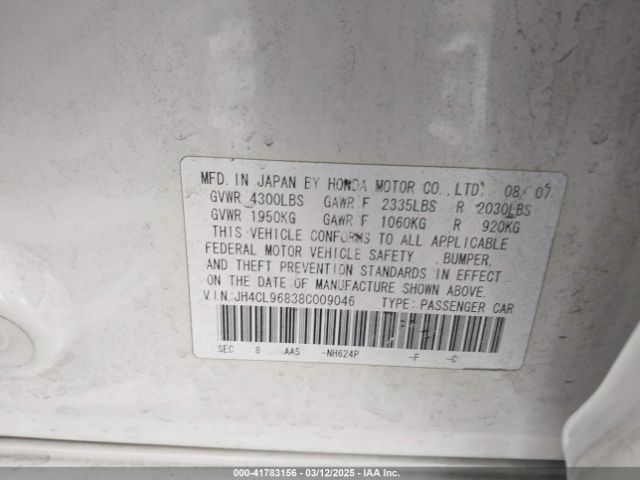 MFD. IN JAPAN BY HONDA MOTOR CO.,LTD. 08/07
GVWR 4300LBS GAWR F 2335LBS R 2030LBS
GVWR 1950KG GAWR F 1060KG R 920KG
THIS VEHICLE CONFORMS TO ALL APPLICABLE
FEDERAL MOTOR VEHICLE SAFETY , BUMPER,
AND THEFT PREVENTION STANDARDS IN EFFECT
ON THE DATE OF MANUFACTURE SHOWN ABOVE.
V.I.N:JH4CL96838C009046 TYPE: PASSENGER CAR
SEC 8 AA5 -NH624P -F -C
000-41783156 - 03/12/2025 - IAA Inc.